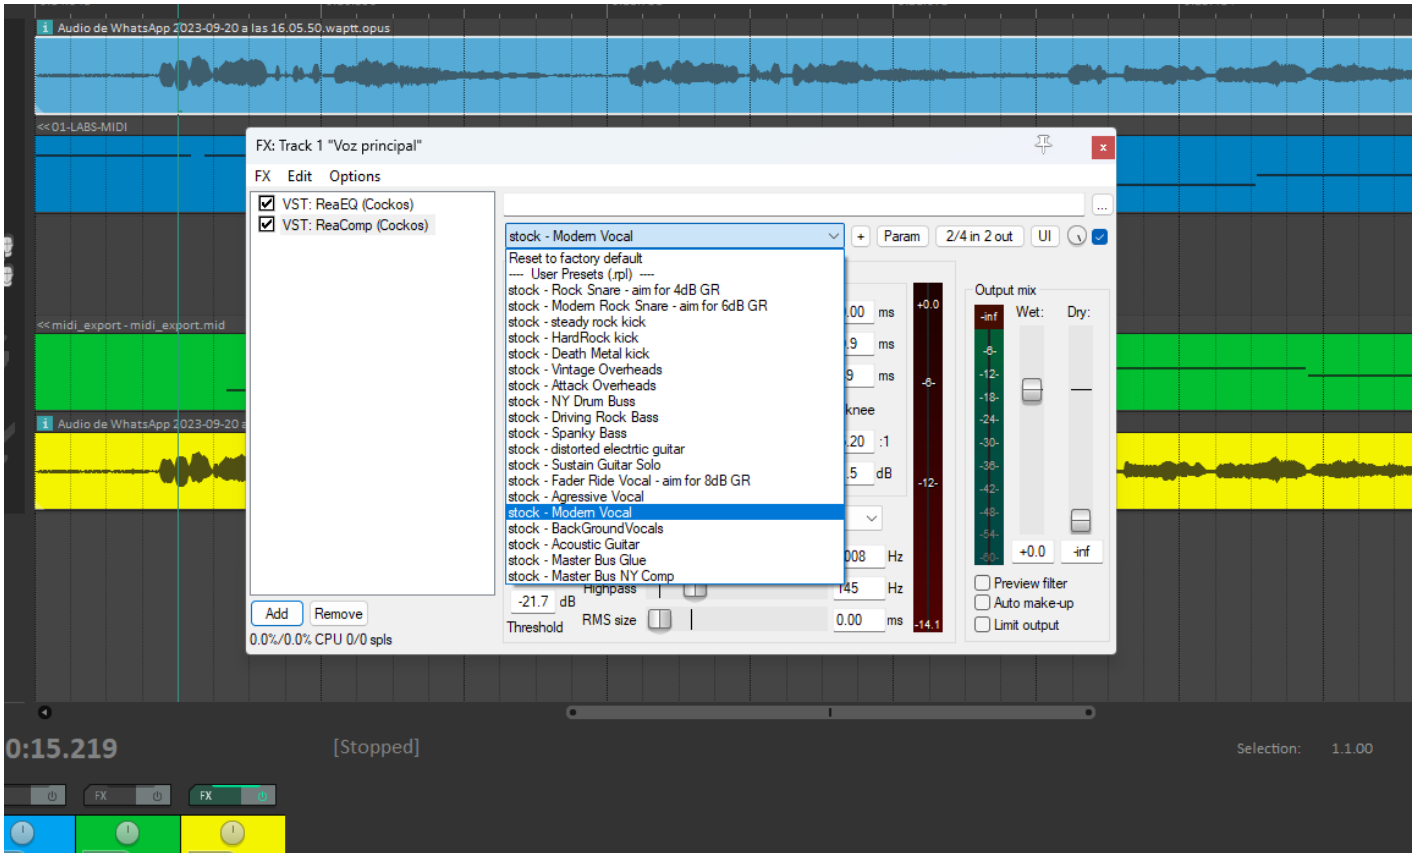 Audio de WhatsApp 2023-09-20 a las 16.05.50.waptt.opus
<<01-LABS-MIDI
FX: Track 1 "Voz principal"
x
FX Edit Options
VST: ReaEQ (Cockos)
VST: ReaComp (Cockos)
...
stock - Modern Vocal
+ Param 2/4 in 2 out UI
Reset to factory default
---- User Presets (.rpl) ----
stock - Rock Snare - aim for 4dB GR
stock - Modern Rock Snare - aim for 6dB GR
stock - steady rock kick
stock - HardRock kick
stock - Death Metal kick
stock - Vintage Overheads
stock - Attack Overheads
stock - NY Drum Buss
stock - Driving Rock Bass
stock - Spanky Bass
stock - distorted electrtic guitar
stock - Sustain Guitar Solo
stock - Fader Ride Vocal - aim for 8dB GR
stock - Agressive Vocal
stock - Modern Vocal
stock - BackGroundVocals
stock - Acoustic Guitar
stock - Master Bus Glue
stock - Master Bus NY Comp
.00 ms
.9 ms
9 ms
knee
.20 :1
.5 dB
008 Hz
Highpass 145 Hz
-21.7 dB
Threshold
RMS size 0.00 ms
+0.0
-6-
-12-
-14.1
Output mix
-inf Wet: Dry:
-6-
-12-
-18-
-24-
-30-
-36-
-42-
-48-
-54-
-60-
+0.0 -inf
Preview filter
Auto make-up
Limit output
Add Remove
0.0%/0.0% CPU 0/0 spls
<<midi_export - midi_export.mid
Audio de WhatsApp 2023-09-20 a
0:15.219
[Stopped]
Selection: 1.1.00
FX
FX